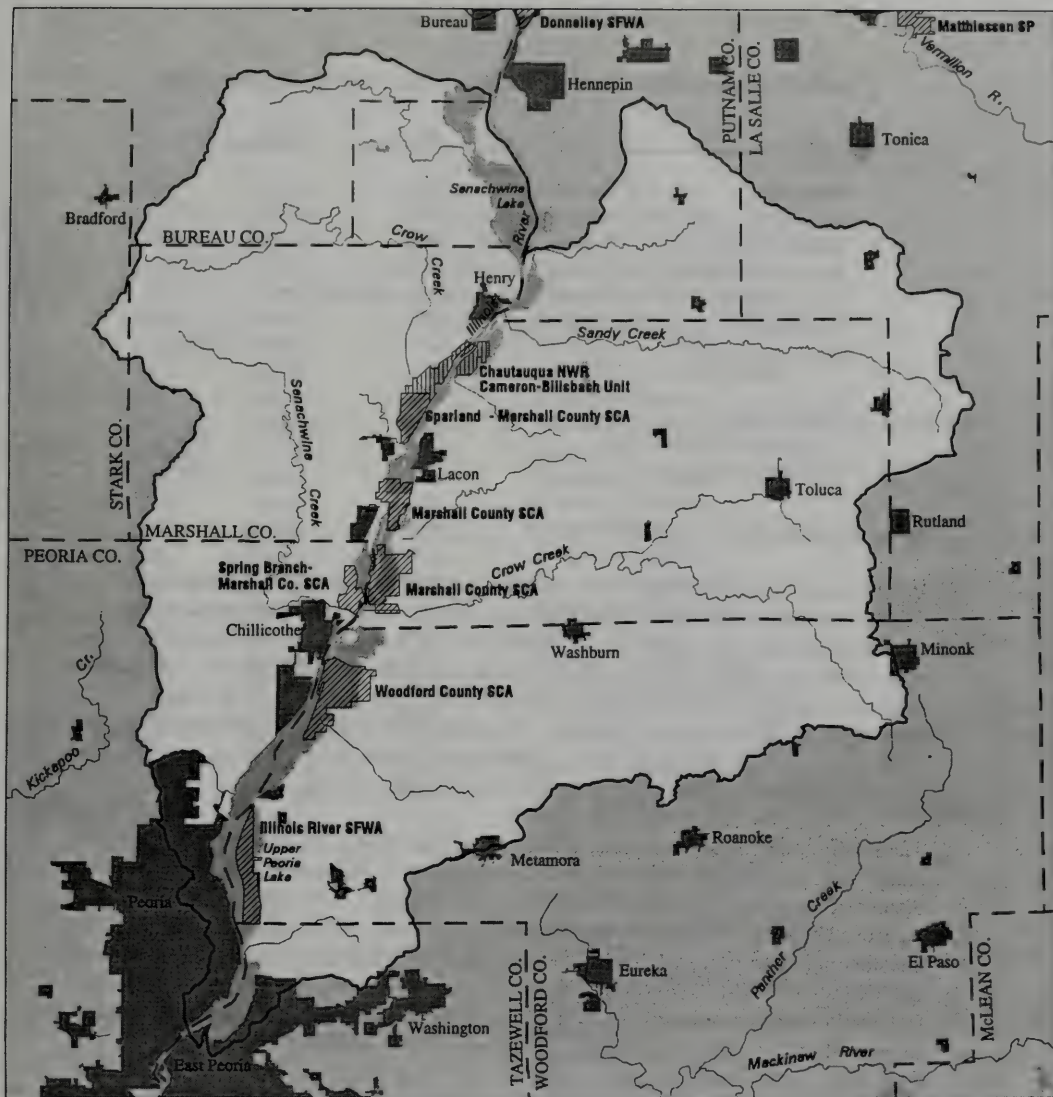 Bureau
Donnelley SFWA
Matthiessen SP
Vermilion
R.
Hennepin
PUTNAM CO.
LA SALLE CO.
Tonica
Bradford
Senachwine
Lake
River
BUREAU CO.
Crow
Creek
Henry
Illinois
Sandy Creek
Chautauqua NWR
Cameron-Billsbach Unit
Sparland - Marshall County SCA
Senachwine
Creek
STARK CO.
Lacon
Toluca
Marshall County SCA
Rutland
MARSHALL CO.
PEORIA CO.
Spring Branch-
Marshall Co. SCA
Crow Creek
Marshall County SCA
Chillicothe
Washburn
Minonk
Cr.
Kickapoo
Woodford County SCA
Illinois River SFWA
Upper
Peoria
Lake
Metamora
Roanoke
Peoria
Creek
Panther
El Paso
Eureka
McLEAN CO.
Washington
TAZEWELL CO.
WOODFORD CO.
Mackinaw River
East Peoria